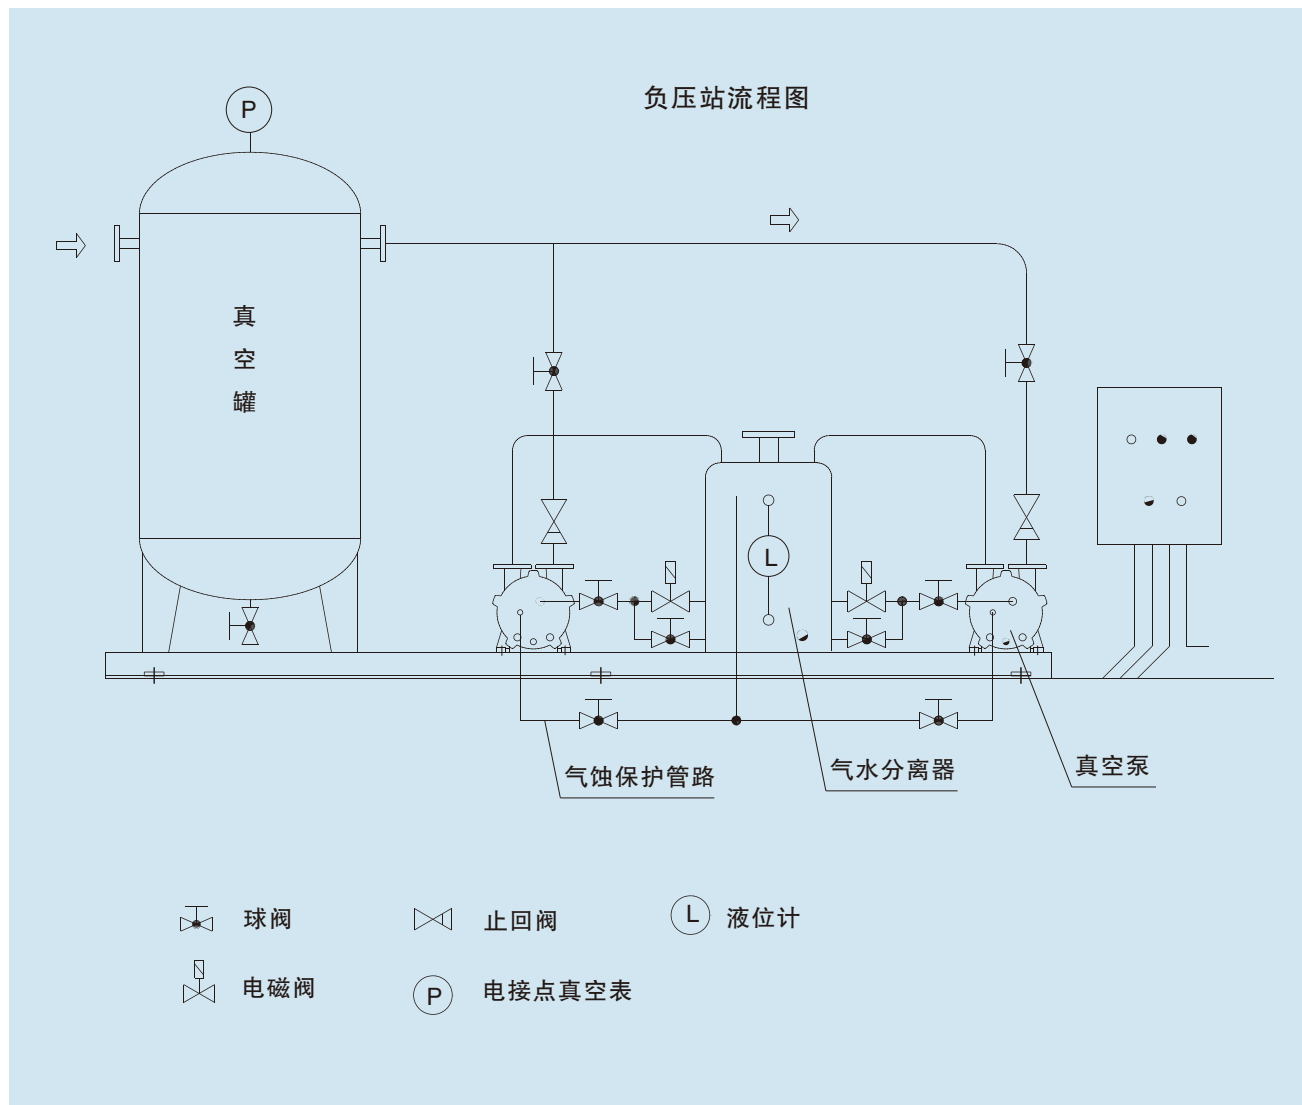 负压站流程图
P
真
空
罐
L
气蚀保护管路
气水分离器
真空泵
球阀
止回阀
L
液位计
电磁阀
P
电接点真空表